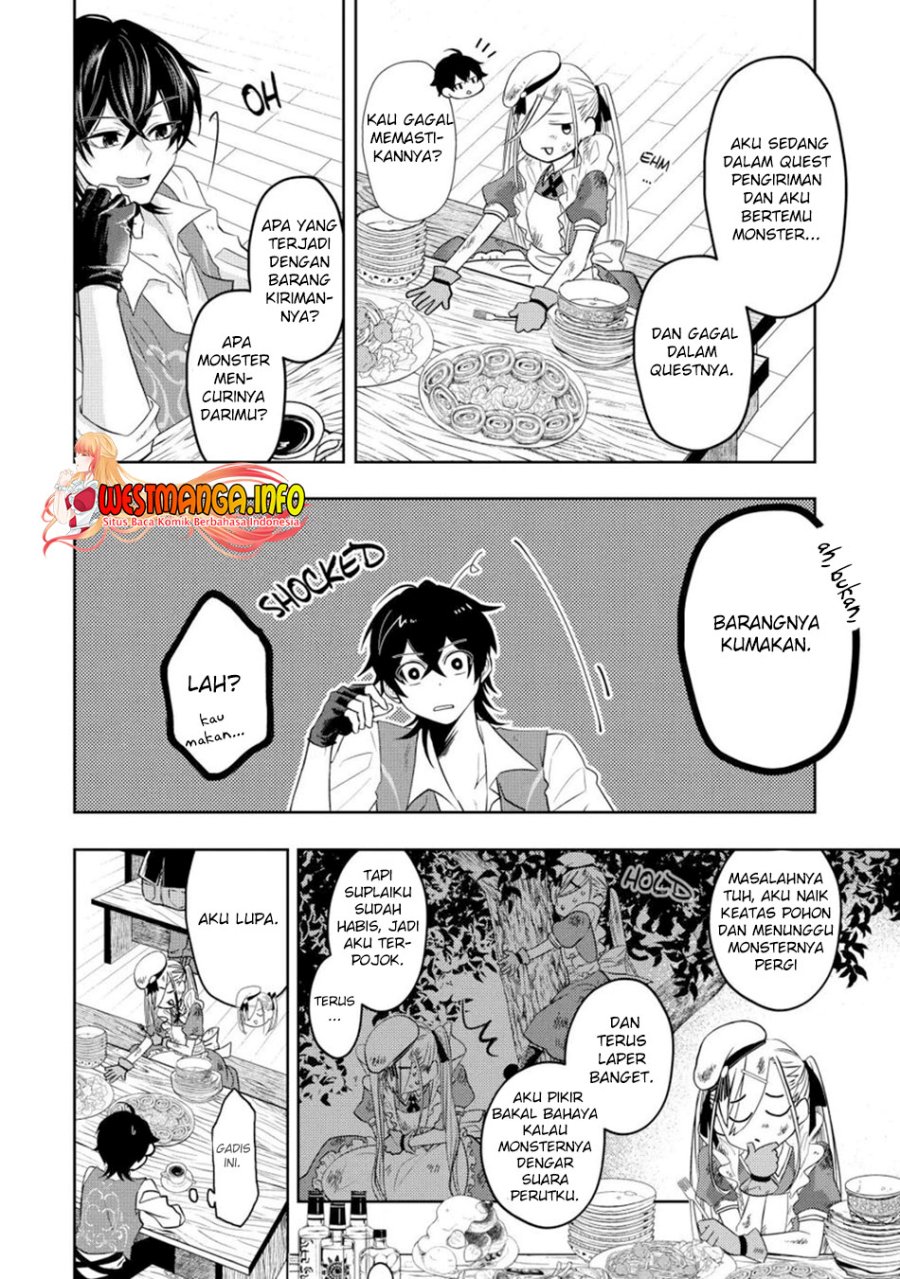 AKU SEDANG
DALAM QUEST
PENGIRIMAN
DAN AKU
BERTEMU
MONSTER...
DAN GAGAL
DALAM
QUESTNYA.
EHM
...
KAU GAGAL
MEMASTI-
KANNYA?
OH
APA YANG
TERJADI
DENGAN
BARANG
KIRIMAN-
NYA?
APA
MONSTER
MEN-
CURINYA
DARIMU?
WESTMANGA.INFO
Situs Baca Komik Berbahasa Indonesia
ah, bukan,
BARANGNYA
KUMAKAN.
SHOCKED
LAH?
kau
makan...
MASALAHNYA
TUH, AKU NAIK
KEATAS POHON
DAN MENUNGGU
MONSTERNYA
PERGI
HOLD
DAN
TERUS
LAPER
BANGET.
AKU PIKIR
BAKAL BAHAYA
KALAU
MONSTERNYA
DENGAR
SUARA
PERUTKU.
TAPI
SUPLAIKU
SUDAH
HABIS, JADI
AKU TER-
POJOK.
TERUS
...
AKU LUPA.
GADIS
INI.